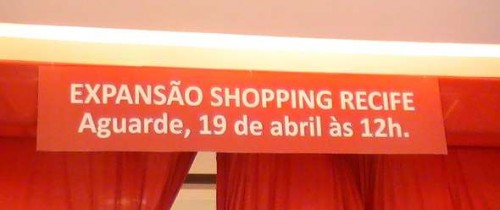 EXPANSÃO SHOPPING RECIFE
Aguarde, 19 de abril às 12h.